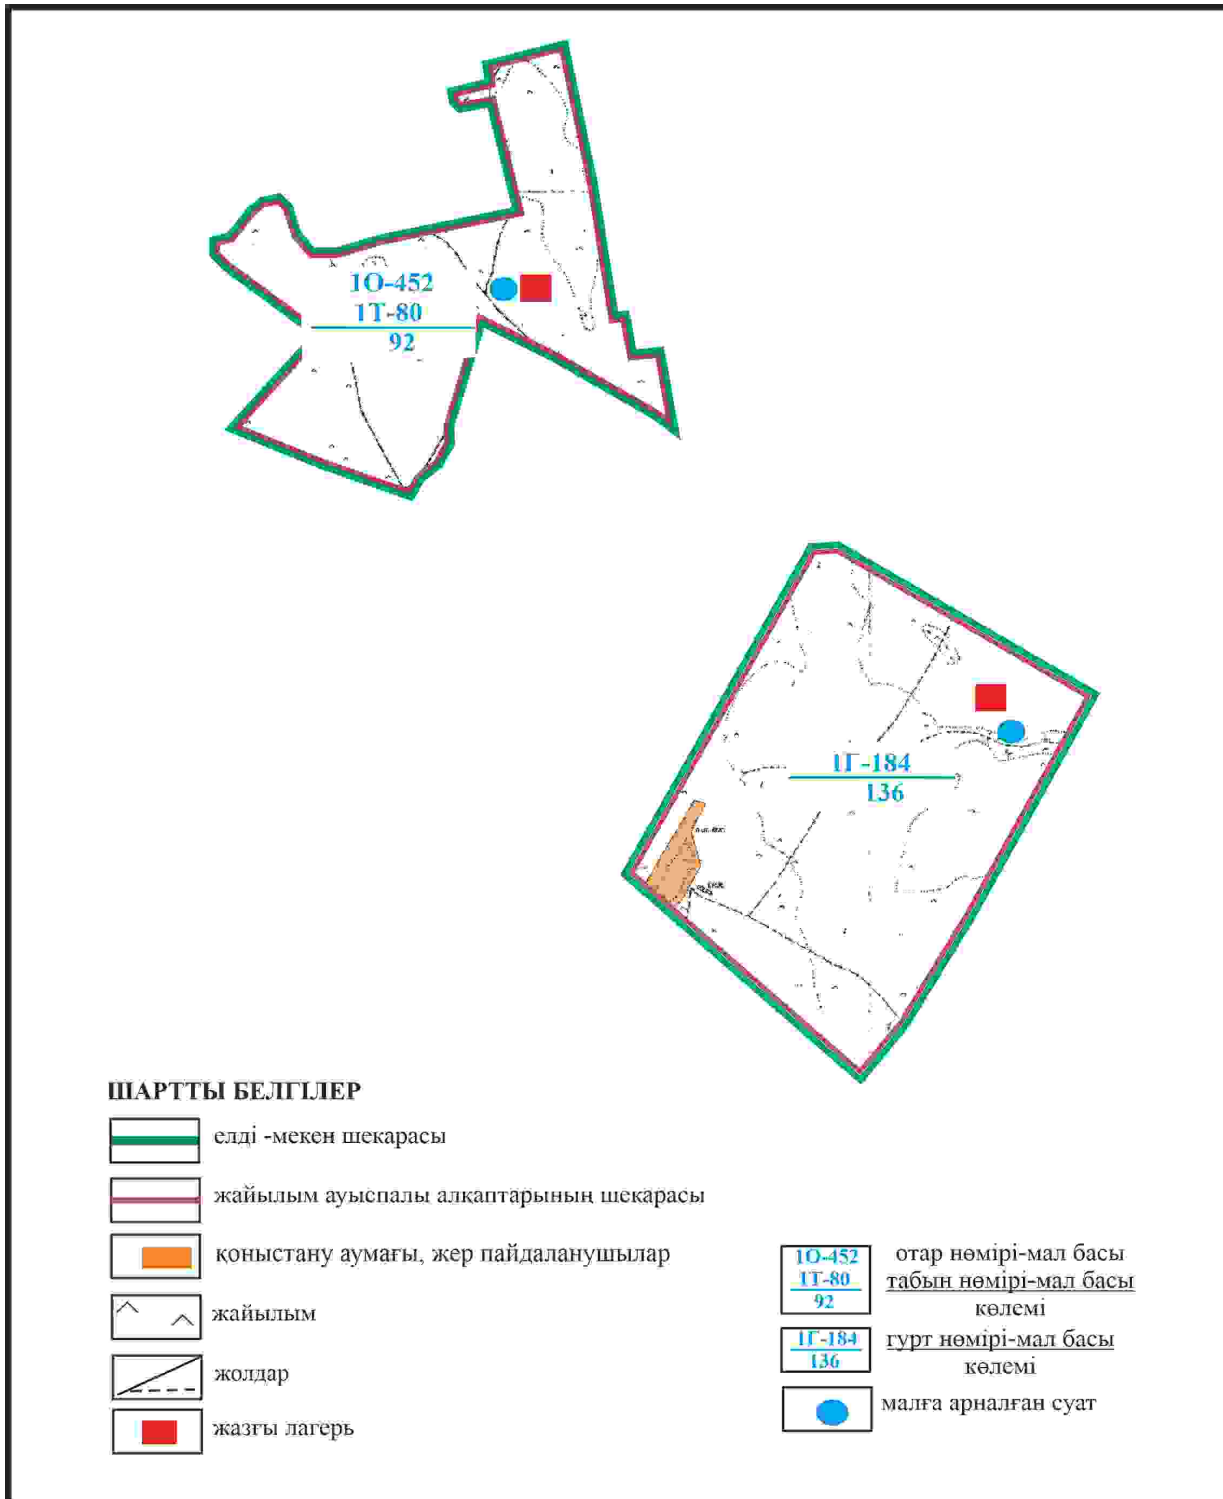 1О-452
1Т-80
92
1Г-184
136
ШАРТТЫ БЕЛГІЛЕР
елді -мекен шекарасы
жайылым ауыспалы алқаптарының шекарасы
қоныстану аумағы, жер пайдаланушылар
жайылым
жолдар
жазғы лагерь
1О-452
1Т-80
92
отар нөмірі-мал басы
табын нөмірі-мал басы
көлемі
1Г-184
136
гурт нөмірі-мал басы
көлемі
малға арналған суат